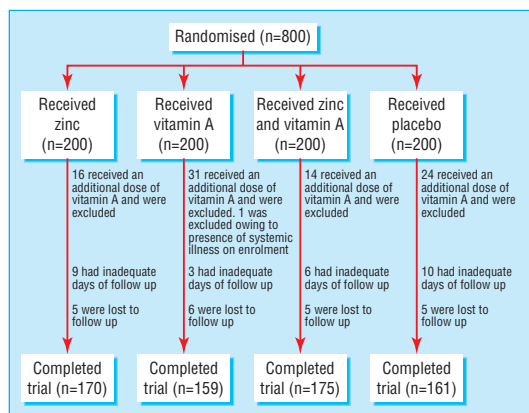 Randomised (n=800)
Received
zinc
(n=200)
Received
vitamin A
(n=200)
Received zinc
and vitamin A
(n=200)
Received
placebo
(n=200)
16 received an
additional dose of
vitamin A and were
excluded
31 received an
additional dose of
vitamin A and were
excluded. 1 was
excluded owing to
presence of systemic
illness on enrolment
14 received an
additional dose of
vitamin A and were
excluded
24 received an
additional dose of
vitamin A and were
excluded
9 had inadequate
days of follow up
3 had inadequate
days of follow up
6 had inadequate
days of follow up
10 had inadequate
days of follow up
5 were lost to
follow up
6 were lost to
follow up
5 were lost to
follow up
5 were lost to
follow up
Completed
trial (n=170)
Completed
trial (n=159)
Completed
trial (n=175)
Completed
trial (n=161)